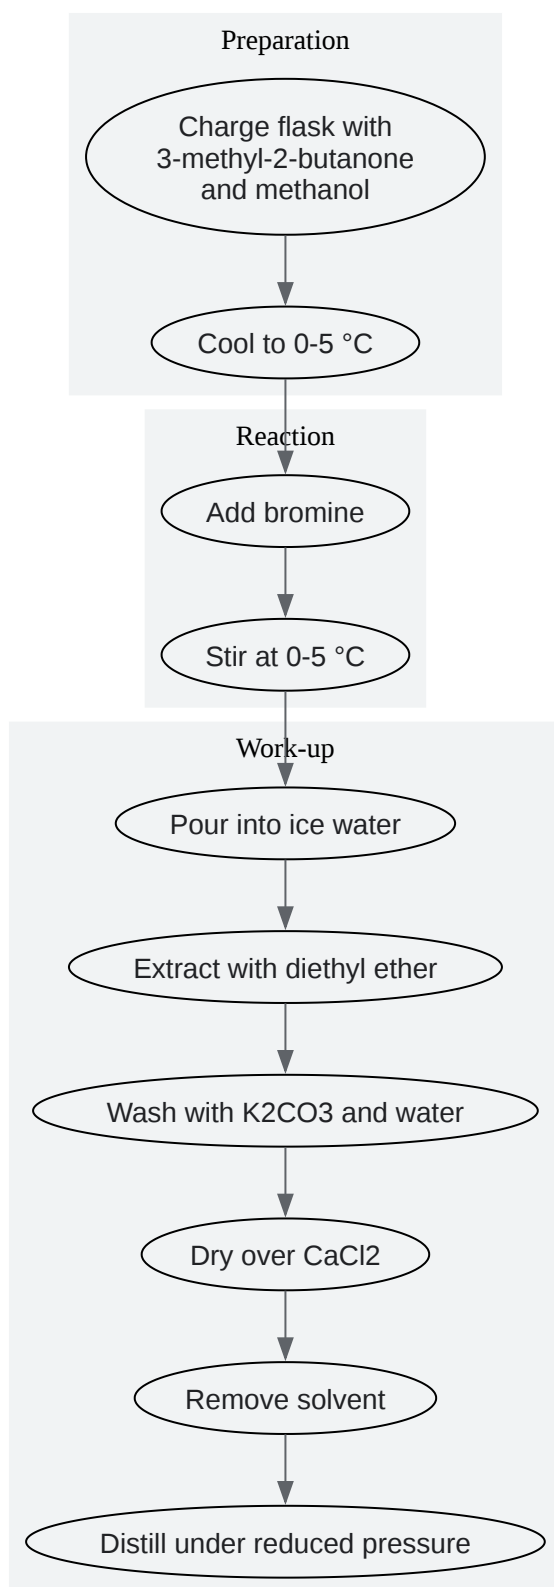 Preparation
Charge flask with
3-methyl-2-butanone
and methanol
Cool to 0-5 °C
Reaction
Add bromine
Stir at 0-5 °C
Work-up
Pour into ice water
Extract with diethyl ether
Wash with K2CO3 and water
Dry over CaCl2
Remove solvent
Distill under reduced pressure